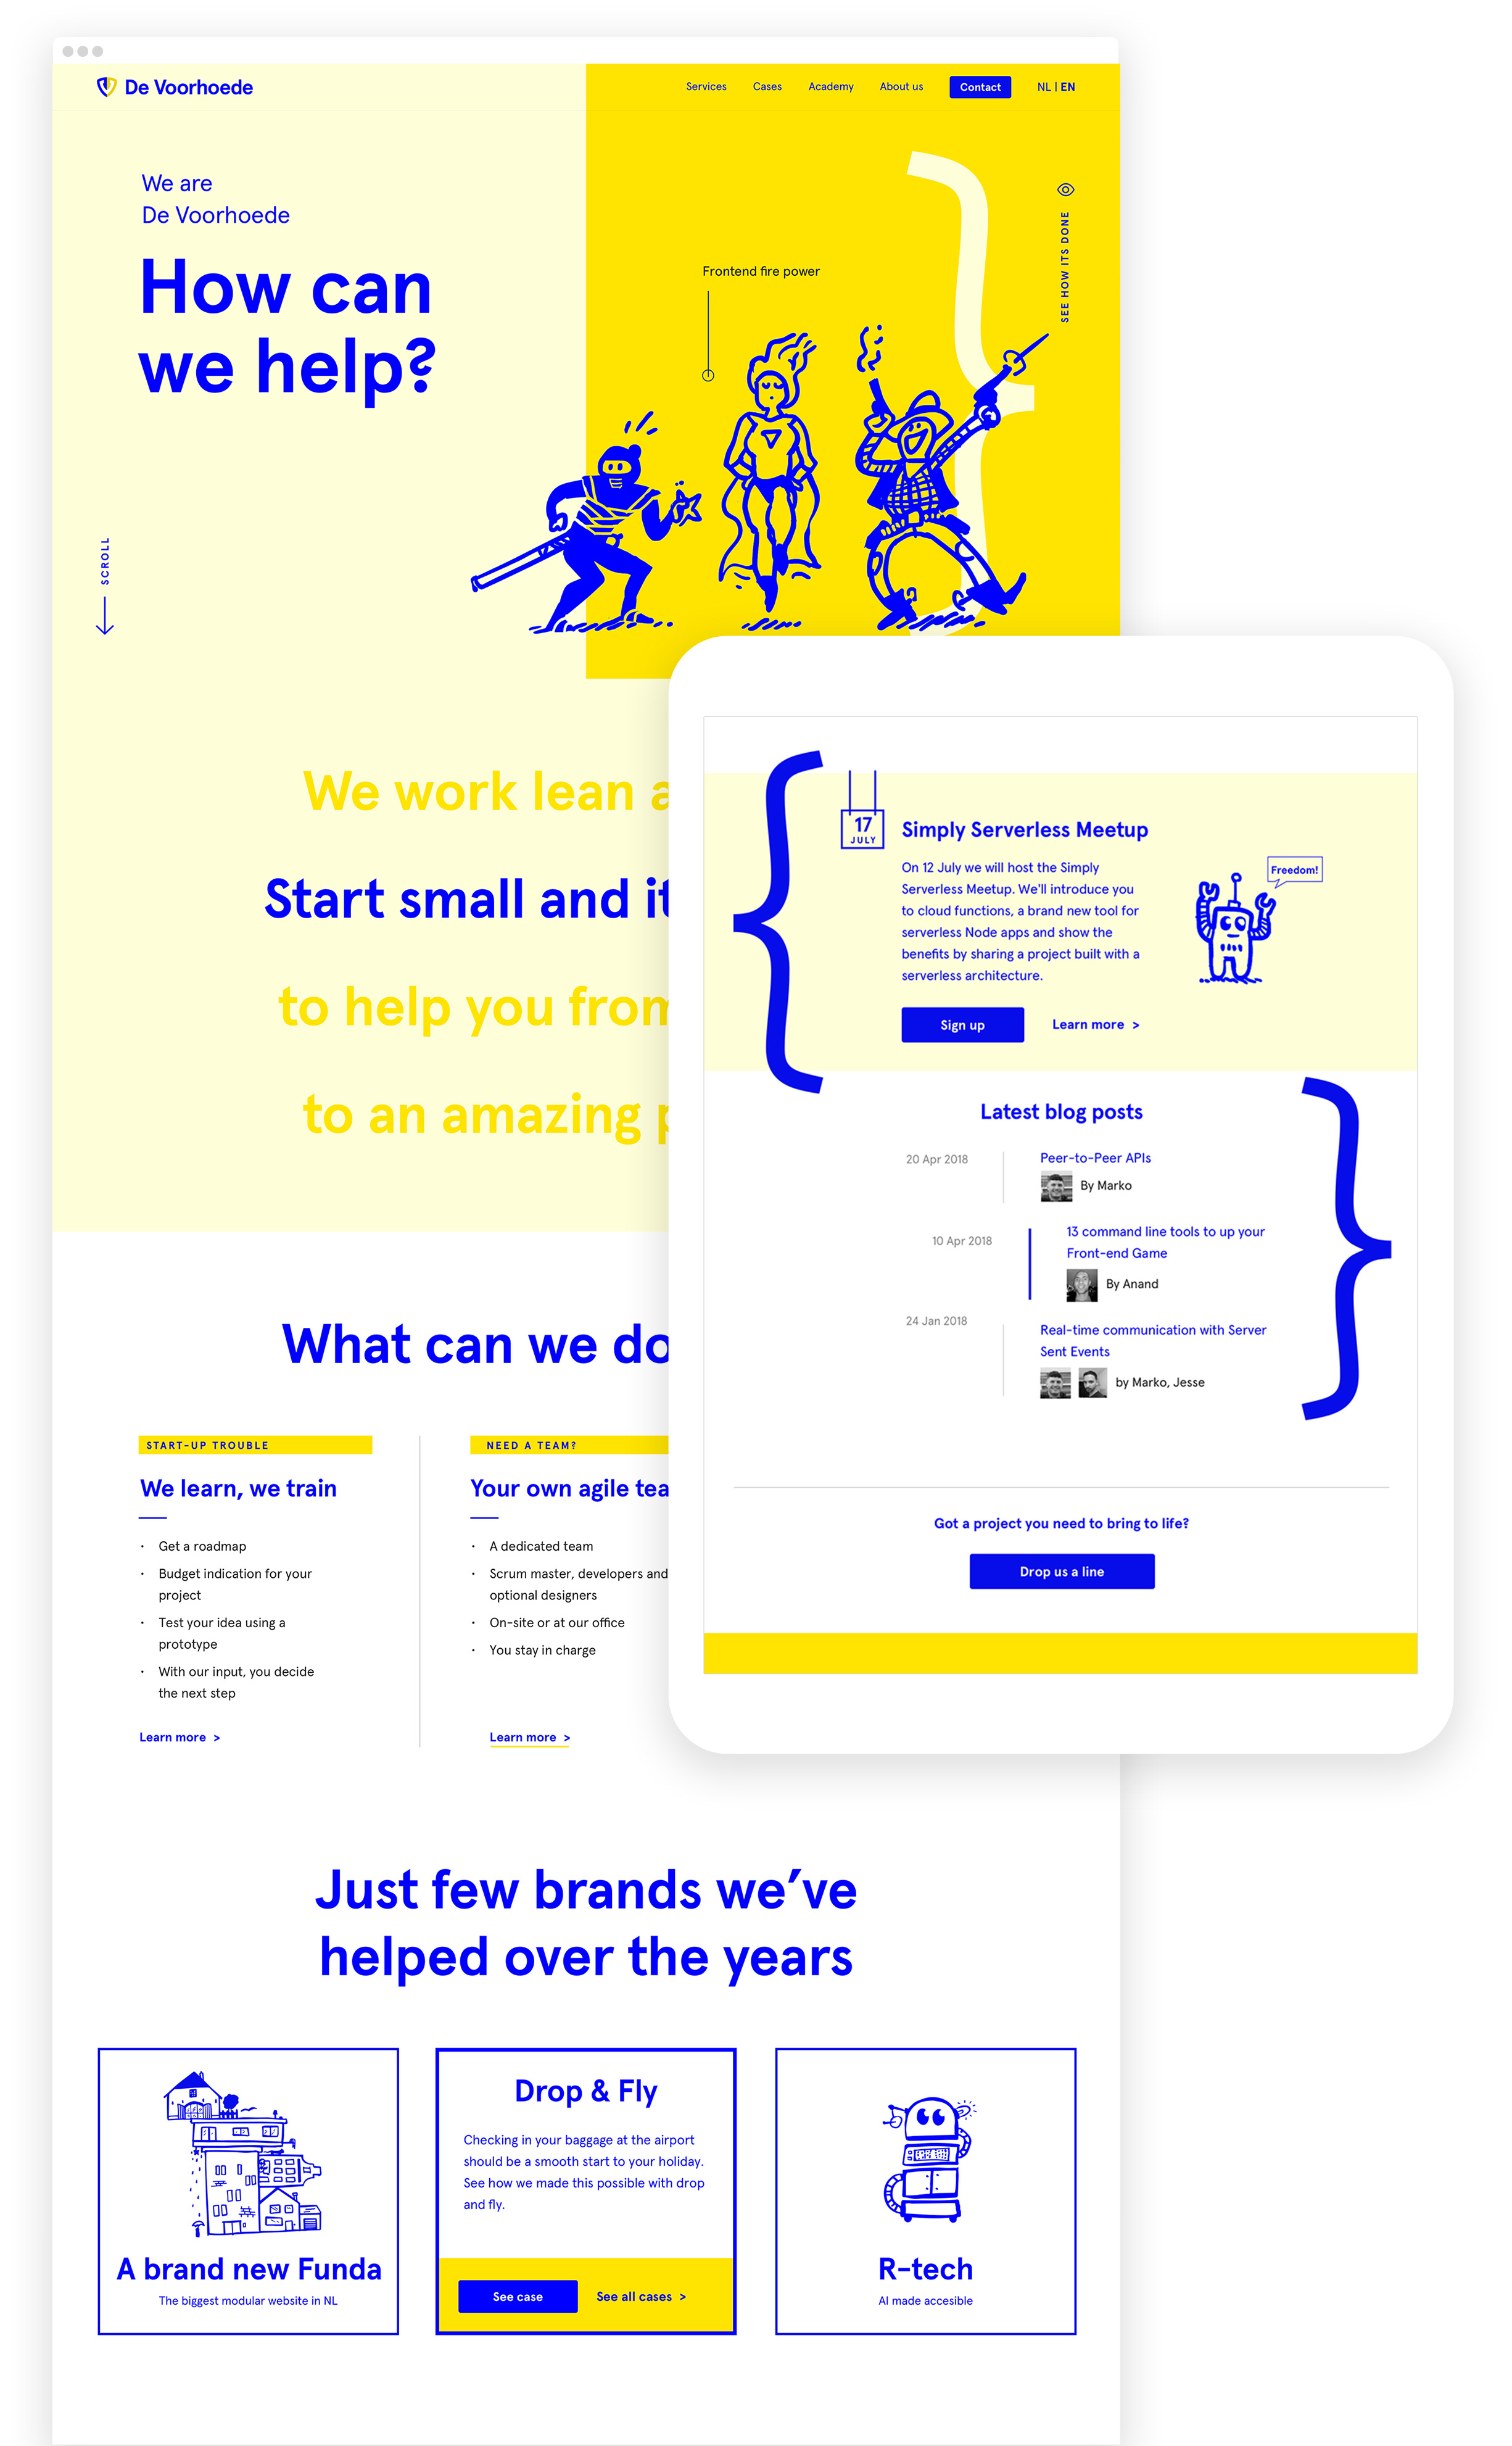 De Voorhoede
Services
Cases
Academy
About us
Contact
NL | EN
We are
De Voorhoede
How can
we help?
Frontend fire power
SEE HOW ITS DONE
SCROLL
We work lean a
Start small and it
to help you from
to an amazing p
What can we do
START-UP TROUBLE
We learn, we train
· Get a roadmap
· Budget indication for your
project
· Test your idea using a
prototype
· With our input, you decide
the next step
Learn more >
NEED A TEAM?
Your own agile tea
· A dedicated team
· Scrum master, developers and
optional designers
· On-site or at our office
· You stay in charge
Learn more >
17
JULY
Simply Serverless Meetup
On 12 July we will host the Simply
Serverless Meetup. We'll introduce you
to cloud functions, a brand new tool for
serverless Node apps and show the
benefits by sharing a project built with a
serverless architecture.
Freedom!
Sign up
Learn more >
Latest blog posts
20 Apr 2018
Peer-to-Peer APIs
By Marko
10 Apr 2018
13 command line tools to up your
Front-end Game
By Anand
24 Jan 2018
Real-time communication with Server
Sent Events
by Marko, Jesse
Got a project you need to bring to life?
Drop us a line
Just few brands we’ve
helped over the years
A brand new Funda
The biggest modular website in NL
Drop & Fly
Checking in your baggage at the airport
should be a smooth start to your holiday.
See how we made this possible with drop
and fly.
See case
See all cases >
R-tech
AI made accesible